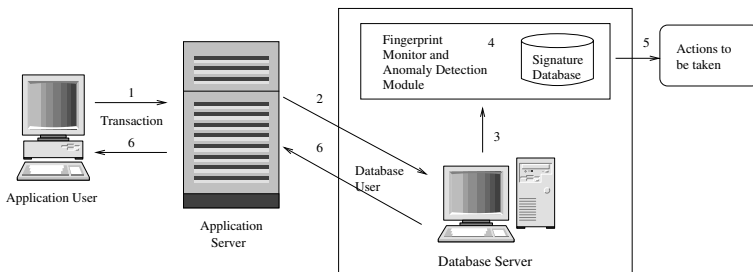 1
Transaction
6
Application User
Application
Server
2
6
Database
User
Fingerprint
Monitor and
Anomaly Detection
Module
4
Signature
Database
5
Actions to
be taken
3
Database Server